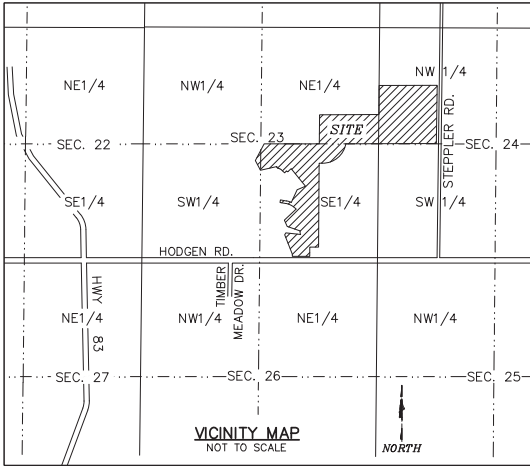 NE1/4
NW1/4
NE1/4
NW 1/4
STEPPLER RD.
SITE
SEC. 22
SEC. 23
SEC. 24
SE1/4
SW1/4
SE1/4
SW 1/4
HODGEN RD.
TIMBER
MEADOW DR.
HWY 83
NE1/4
NW1/4
NE1/4
NW1/4
SEC. 27
SEC. 26
SEC. 25
VICINITY MAP
NOT TO SCALE
NORTH